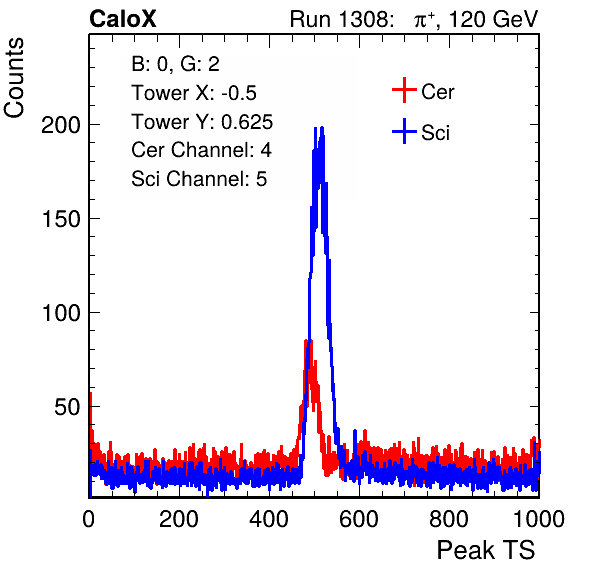 CaloX
Run 1308: π⁺, 120 GeV
Counts
B: 0, G: 2
Tower X: -0.5
Tower Y: 0.625
Cer Channel: 4
Sci Channel: 5
Cer
Sci
200
150
100
50
0 200 400 600 800 1000
Peak TS